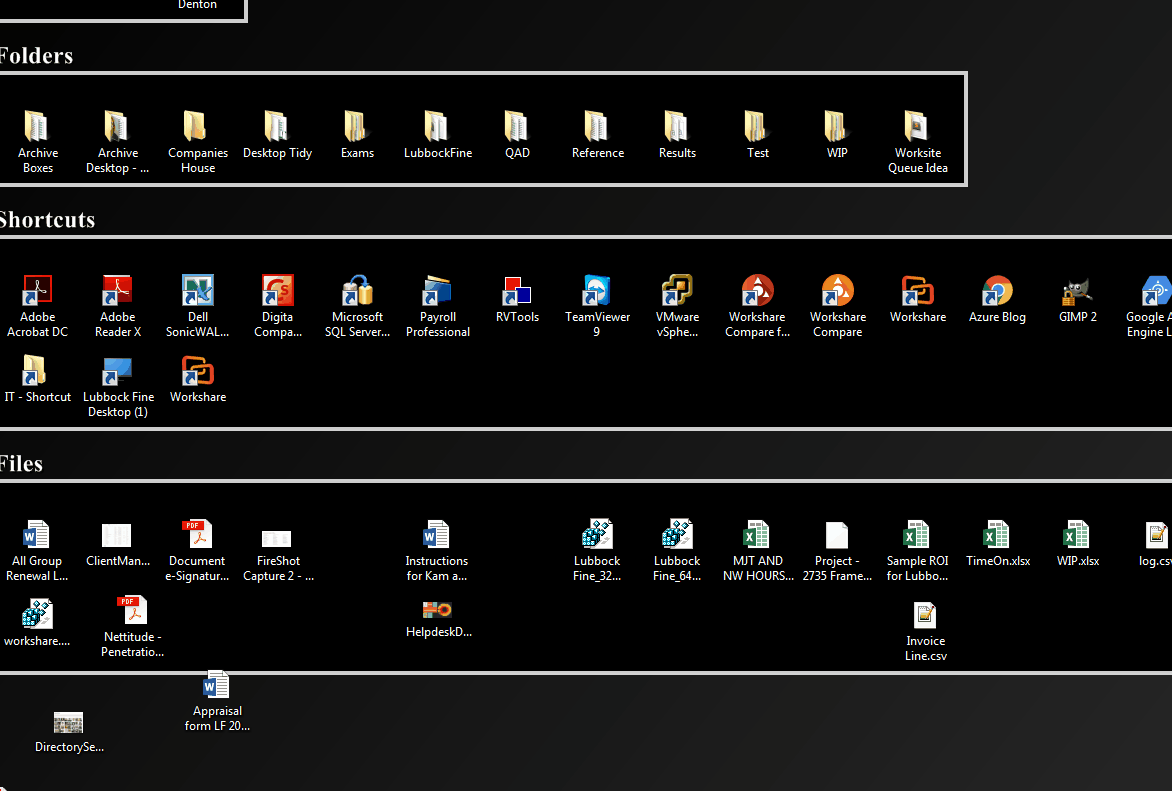 Denton
Folders
Archive Boxes
Archive Desktop - ...
Companies House
Desktop Tidy
Exams
LubbockFine
QAD
Reference
Results
Test
WIP
Worksite Queue Idea
Shortcuts
Adobe Acrobat DC
Adobe Reader X
Dell SonicWAL...
Digita Compa...
Microsoft SQL Server...
Payroll Professional
RVTools
TeamViewer 9
VMware vSphe...
Workshare Compare f...
Workshare Compare
Workshare
Azure Blog
GIMP 2
Google A
Engine L
IT - Shortcut
Lubbock Fine Desktop (1)
Workshare
Files
All Group Renewal L...
ClientMan...
Document e-Signatur...
FireShot Capture 2 - ...
Instructions for Kam a...
Lubbock Fine_32...
Lubbock Fine_64...
MJT AND NW HOURS...
Project - 2735 Frame...
Sample ROI for Lubbo...
TimeOn.xlsx
WIP.xlsx
log.csv
workshare....
Nettitude - Penetratio...
HelpdeskD...
Invoice Line.csv
Appraisal form LF 20...
DirectorySe...